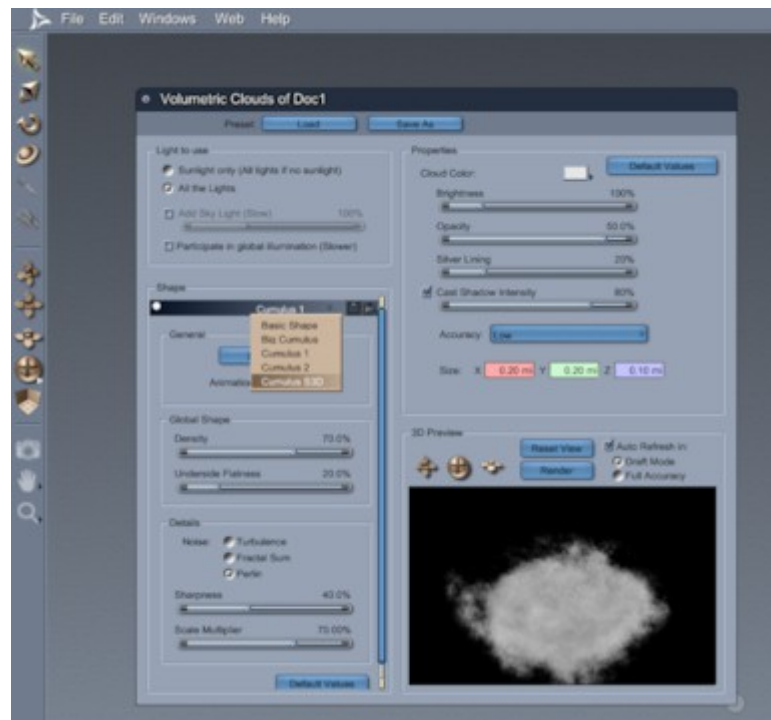 File Edit Windows Web Help
Volumetric Clouds of Doc1
Preset: Load Save As
Light to use
Sunlight only (All lights if no sunlight)
All the Lights
Add Sky Light (Slow) 100%
Participate in global illumination (Slower)
Shape
Cumulus 1
Basic Shape
Big Cumulus
Cumulus 1
Cumulus 2
Cumulus S3D
General
Animation
Global Shape
Density 70.0%
Underside Flatness 20.0%
Details
Noise: Turbulence
Fractal Sum
Perlin
Sharpness 40.0%
Scale Multiplier 70.00%
Default Values
Properties
Cloud Color: Default Values
Brightness 100%
Opacity 50.0%
Silver Lining 20%
Cast Shadow Intensity 80%
Accuracy: Low
Size: X 0.20 mi Y 0.20 mi Z 0.10 mi
3D Preview
Reset View Auto Refresh in:
Draft Mode
Render Full Accuracy